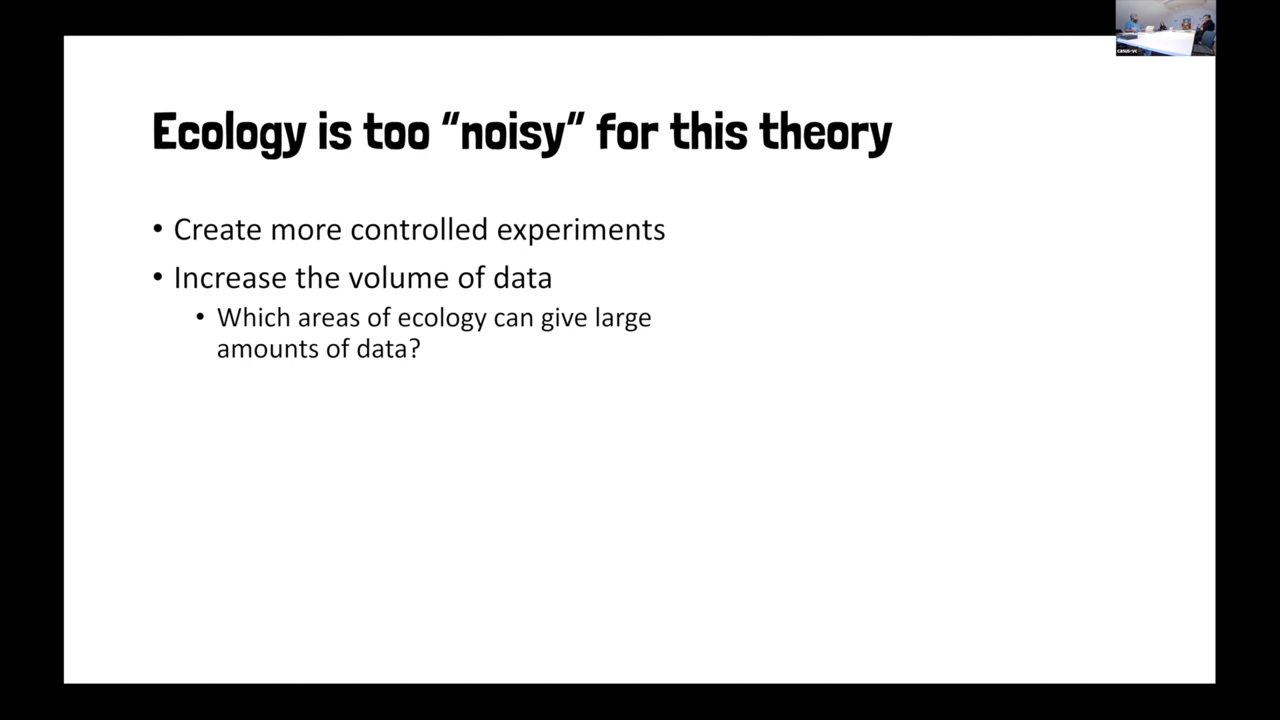 Ecology is too “noisy” for this theory
• Create more controlled experiments
• Increase the volume of data
• Which areas of ecology can give large
amounts of data?